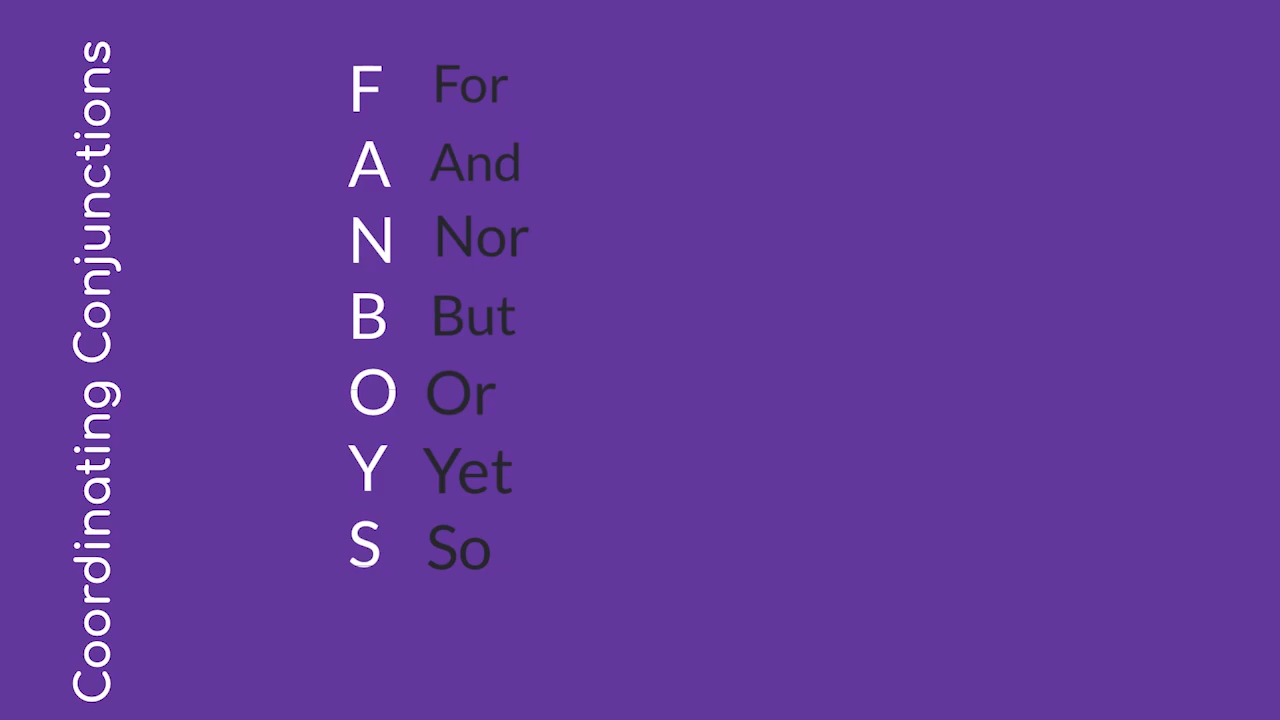 Coordinating Conjunctions
F For
A And
N Nor
B But
O Or
Y Yet
S So